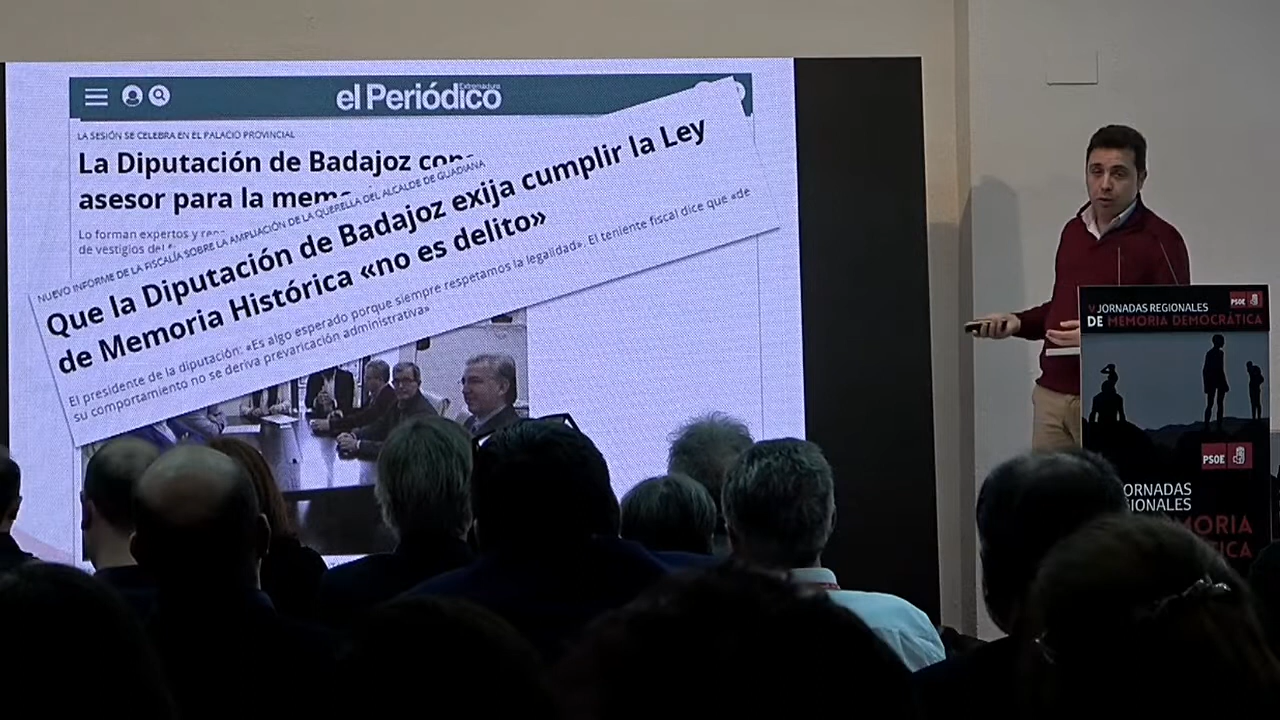 el Periódico
Extremadura
LA SESIÓN SE CELEBRA EN EL PALACIO PROVINCIAL
La Diputación de Badajoz
asesor para la
Lo forman expertos y
de vestigios del
NUEVO INFORME DE LA FISCALÍA SOBRE LA AMPLIACIÓN DE LA QUERELLA DEL ALCALDE DE GUADIANA
Que la Diputación de Badajoz exija cumplir la Ley
de Memoria Histórica «no es delito»
El presidente de la diputación: «Es algo esperado porque siempre respetamos la legalidad». El teniente fiscal dice que «de
su comportamiento no se deriva prevaricación administrativa»
V JORNADAS REGIONALES
DE MEMORIA DEMOCRÁTICA
PSOE
PSOE
JORNADAS